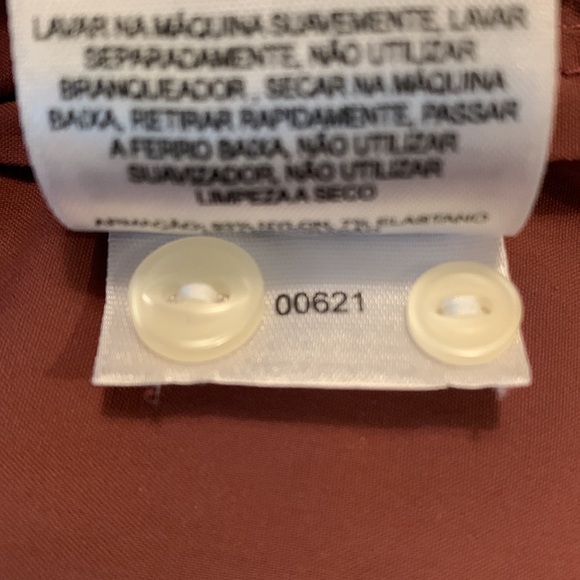 LAVAR NA MÁQUINA SUAVEMENTE, LAVAR
SEPARADAMENTE, NÃO UTILIZAR
BRANQUEADOR, SECAR NA MÁQUINA
BAIXA, RETIRAR RAPIDAMENTE, PASSAR
A FERRO BAIXA, NÃO UTILIZAR
SUAVIZADOR, NÃO UTILIZAR
LIMPEZA A SECO
ELASTANO
00621